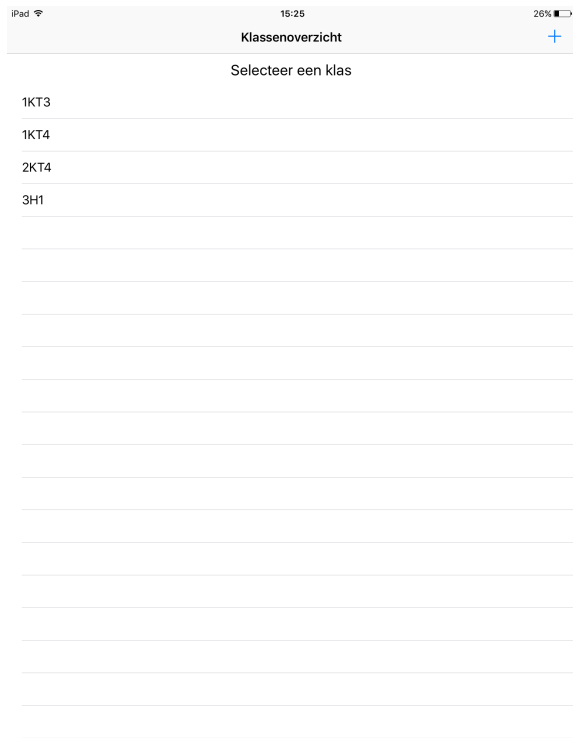 iPad 15:25 26%
Klassenoverzicht +
Selecteer een klas
1KT3
1KT4
2KT4
3H1